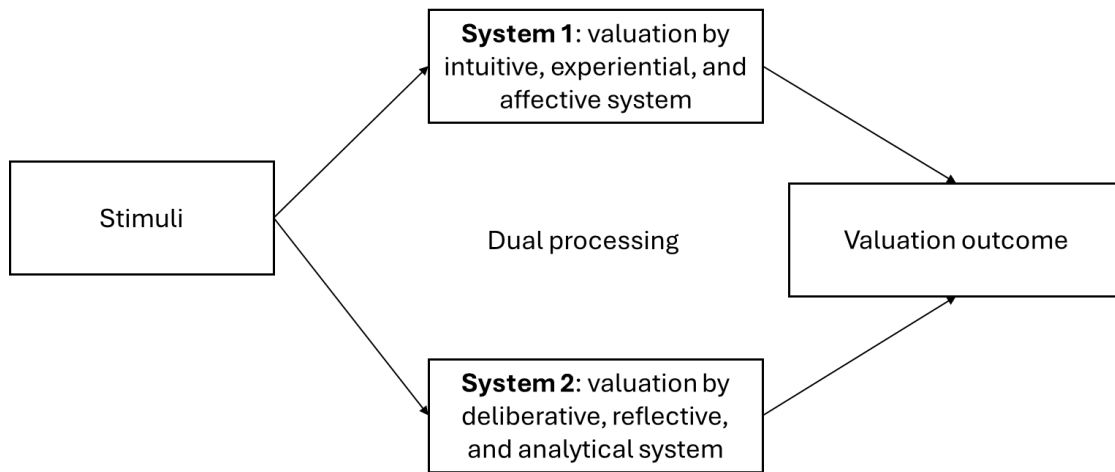 System 1: valuation by
intuitive, experiential, and
affective system
Stimuli
Dual processing
Valuation outcome
System 2: valuation by
deliberative, reflective,
and analytical system